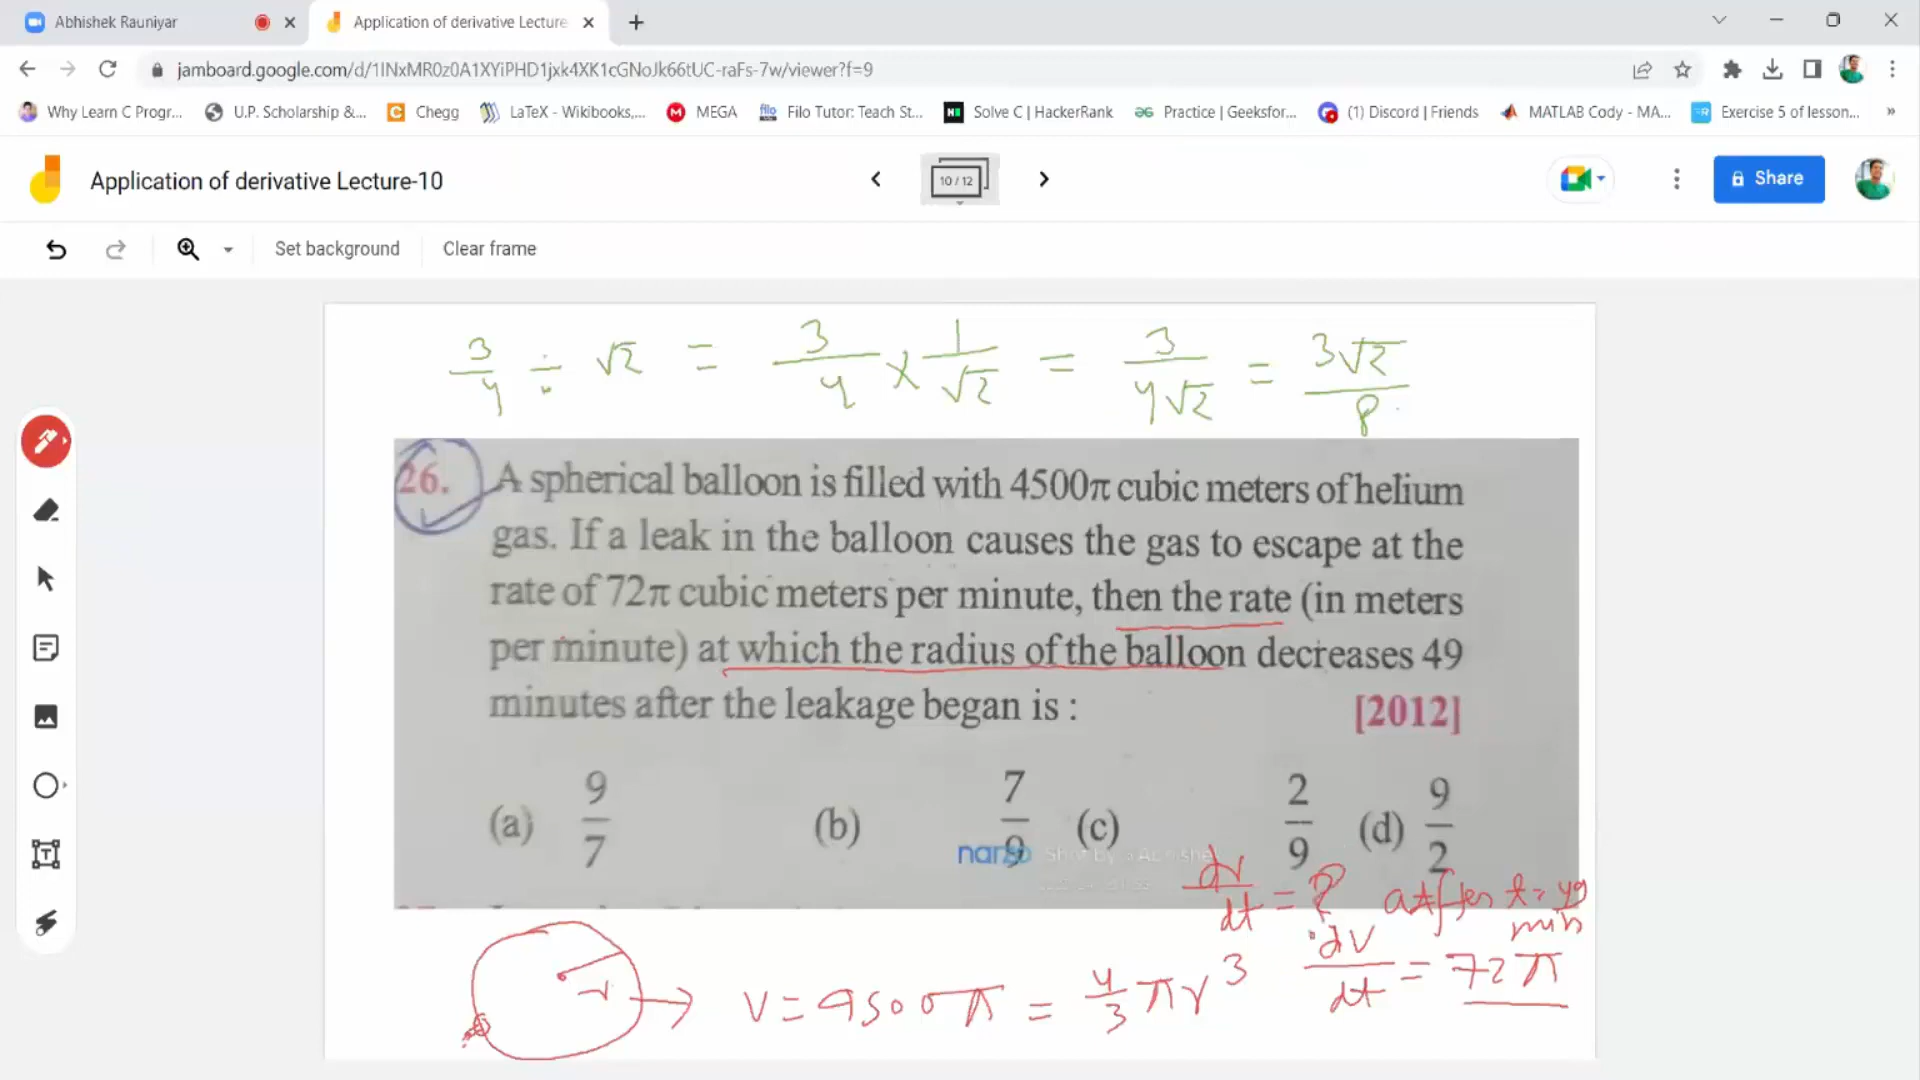 Abhishek Rauniyar
Application of derivative Lecture
jamboard.google.com/d/1INxMR0z0A1XYiPHD1jxk4XK1cGNoJk66tUC-raFs-7w/viewer?f=9
Why Learn C Progr... U.P. Scholarship &... Chegg LaTeX - Wikibooks,... MEGA Filo Tutor: Teach St... Solve C | HackerRank Practice | Geeksfor... (1) Discord | Friends MATLAB Cody - MA... Exercise 5 of lesson... »
Application of derivative Lecture-10
10 / 12
Share
Set background Clear frame
3/4 ÷ √2 = 3/4 × 1/√2 = 3/4√2 = 3√2/8
26. A spherical balloon is filled with 4500π cubic meters of helium
gas. If a leak in the balloon causes the gas to escape at the
rate of 72π cubic meters per minute, then the rate (in meters
per minute) at which the radius of the balloon decreases 49
minutes after the leakage began is :
[2012]
(a) 9/7 (b) 7/9 (c) 2/9 (d) 9/2
narzo Shot by Abhishek
dr/dt = ? after t = 49
min
dV/dt = 72π
r
V = 4500π = 4/3 πr³